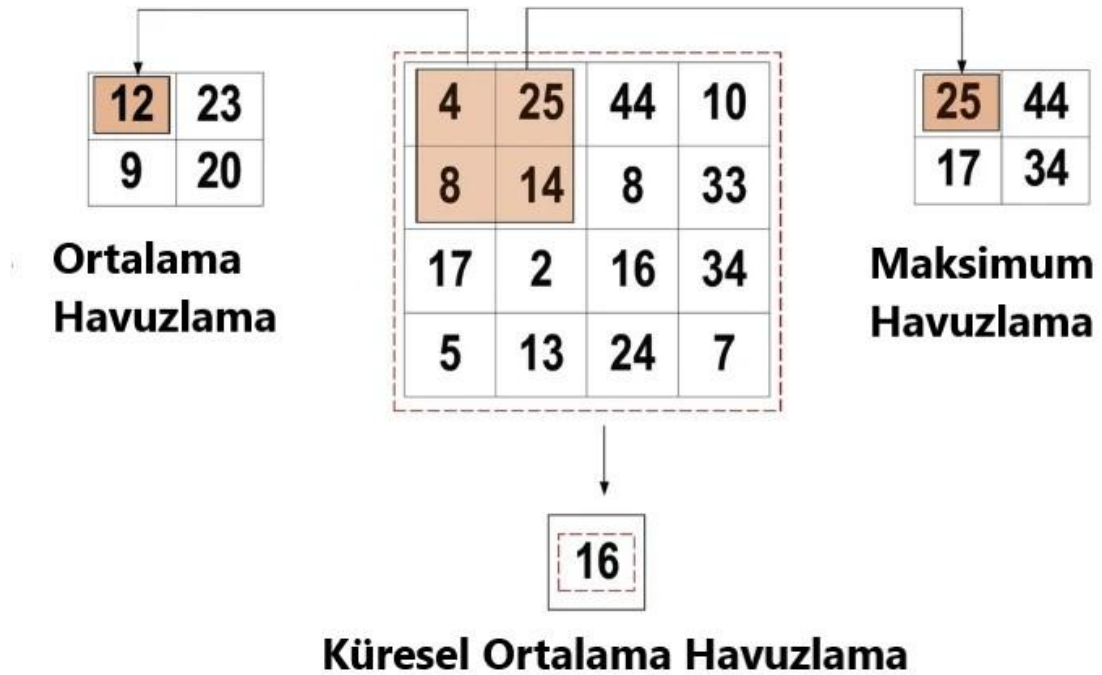 12 23
9 20
Ortalama
Havuzlama
4 25 44 10
8 14 8 33
17 2 16 34
5 13 24 7
25 44
17 34
Maksimum
Havuzlama
16
Küresel Ortalama Havuzlama